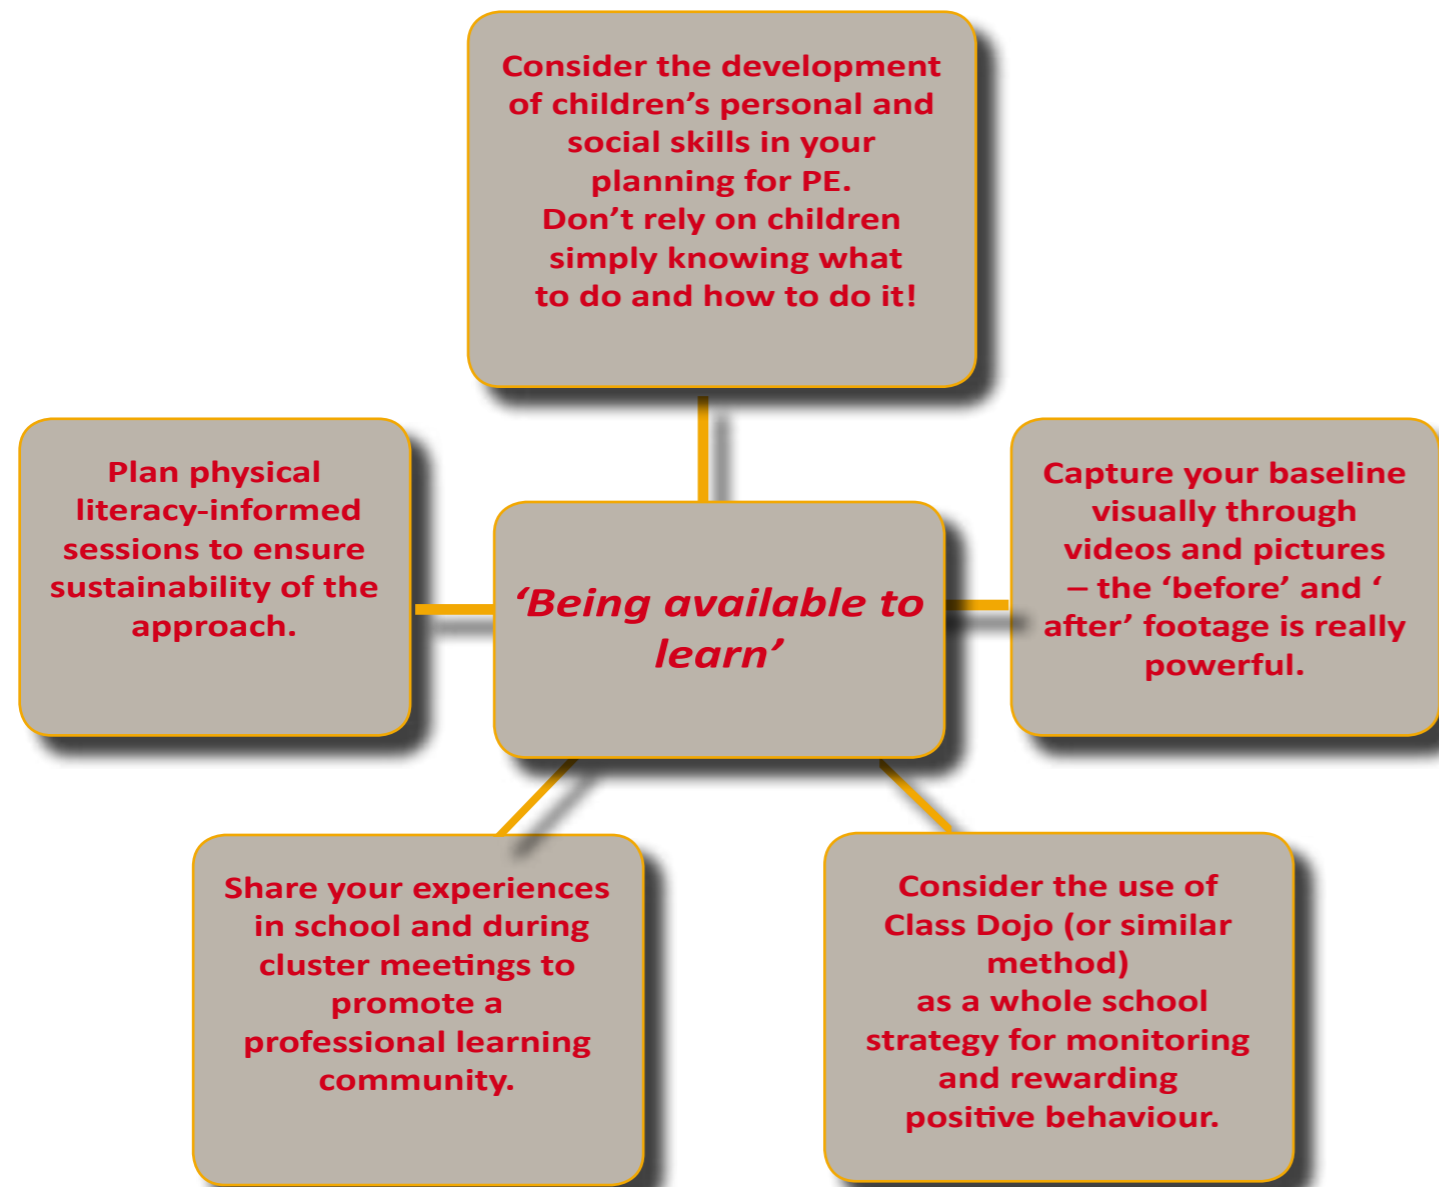 Consider the development
of children’s personal and
social skills in your
planning for PE.
Don’t rely on children
simply knowing what
to do and how to do it!
Plan physical
literacy-informed
sessions to ensure
sustainability of the
approach.
‘Being available to
learn’
Capture your baseline
visually through
videos and pictures
– the ‘before’ and ‘
after’ footage is really
powerful.
Share your experiences
in school and during
cluster meetings to
promote a
professional learning
community.
Consider the use of
Class Dojo (or similar
method)
as a whole school
strategy for monitoring
and rewarding
positive behaviour.